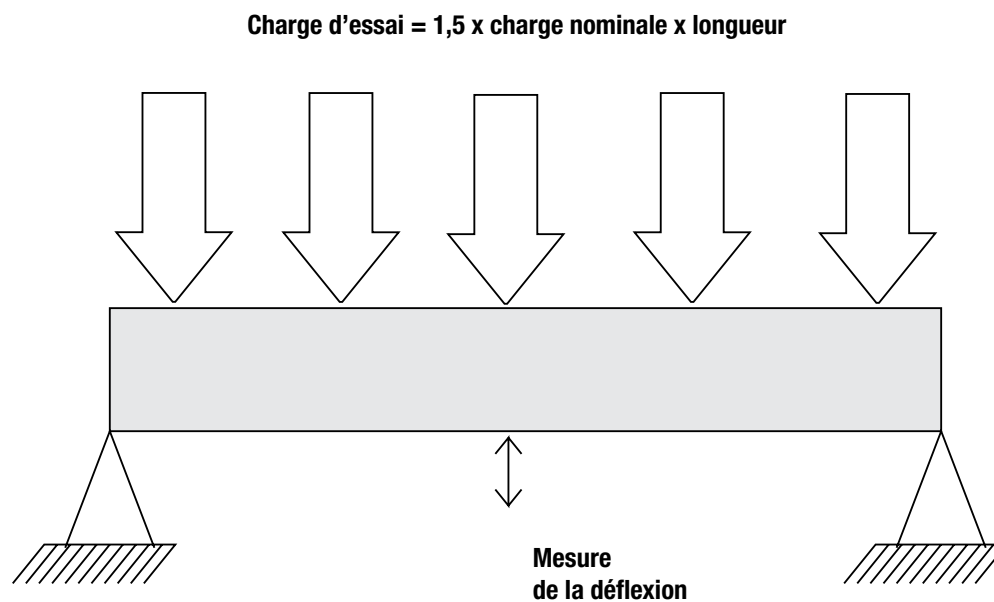 Charge d’essai = 1,5 x charge nominale x longueur
Mesure
de la déflexion